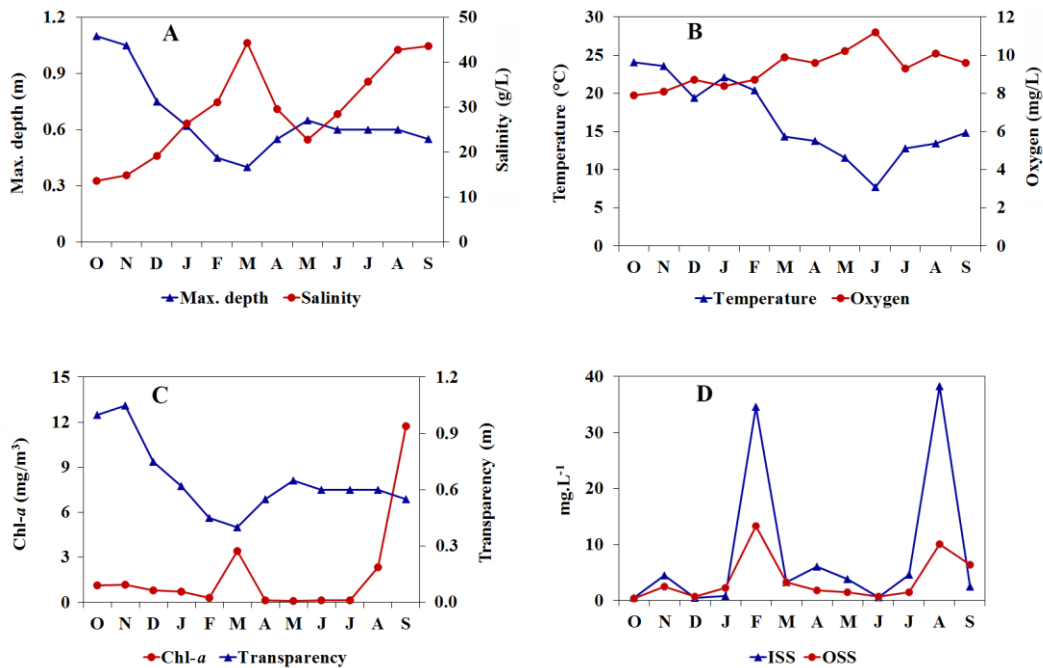 A
Max. depth (m)
1.2
0.9
0.6
0.3
0
Salinity (g/L)
50
40
30
20
10
0
O N D J F M A M J J A S
Max. depth Salinity
B
Temperature (°C)
30
25
20
15
10
5
0
Oxygen (mg/L)
12
10
8
6
4
2
0
O N D J F M A M J J A S
Temperature Oxygen
C
Chl-a (mg/m³)
15
12
9
6
3
0
Transparency (m)
1.2
0.9
0.6
0.3
0.0
O N D J F M A M J J A S
Chl-a Transparency
D
mg.L⁻¹
40
30
20
10
0
O N D J F M A M J J A S
ISS OSS